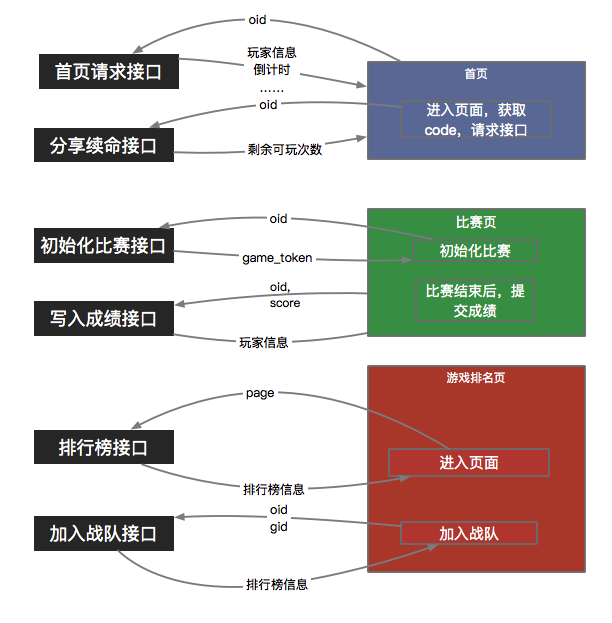 oid
首页请求接口
玩家信息
倒计时
……
oid
首页
进入页面，获取
code，请求接口
分享续命接口
剩余可玩次数
oid
比赛页
初始化比赛接口
初始化比赛
game_token
oid,
score
比赛结束后，提
交成绩
写入成绩接口
玩家信息
游戏排名页
page
排行榜接口
进入页面
排行榜信息
oid
gid
加入战队接口
加入战队
排行榜信息